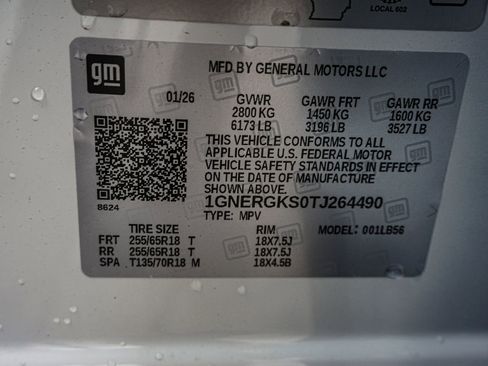 LOCAL 602
gm
MFD BY GENERAL MOTORS LLC
01/26 GVWR GAWR FRT GAWR RR
2800 KG 1450 KG 1600 KG
6173 LB 3196 LB 3527 LB
THIS VEHICLE CONFORMS TO ALL
APPLICABLE U.S. FEDERAL MOTOR
VEHICLE SAFETY STANDARDS IN EFFECT
ON THE DATE OF MANUFACTURE
SHOWN ABOVE.
1GNERGKS0TJ264490
8624
TYPE: MPV
TIRE SIZE RIM MODEL: 001LB56
FRT 255/65R18 T 18X7.5J
RR 255/65R18 T 18X7.5J
SPA T135/70R18 M 18X4.5B